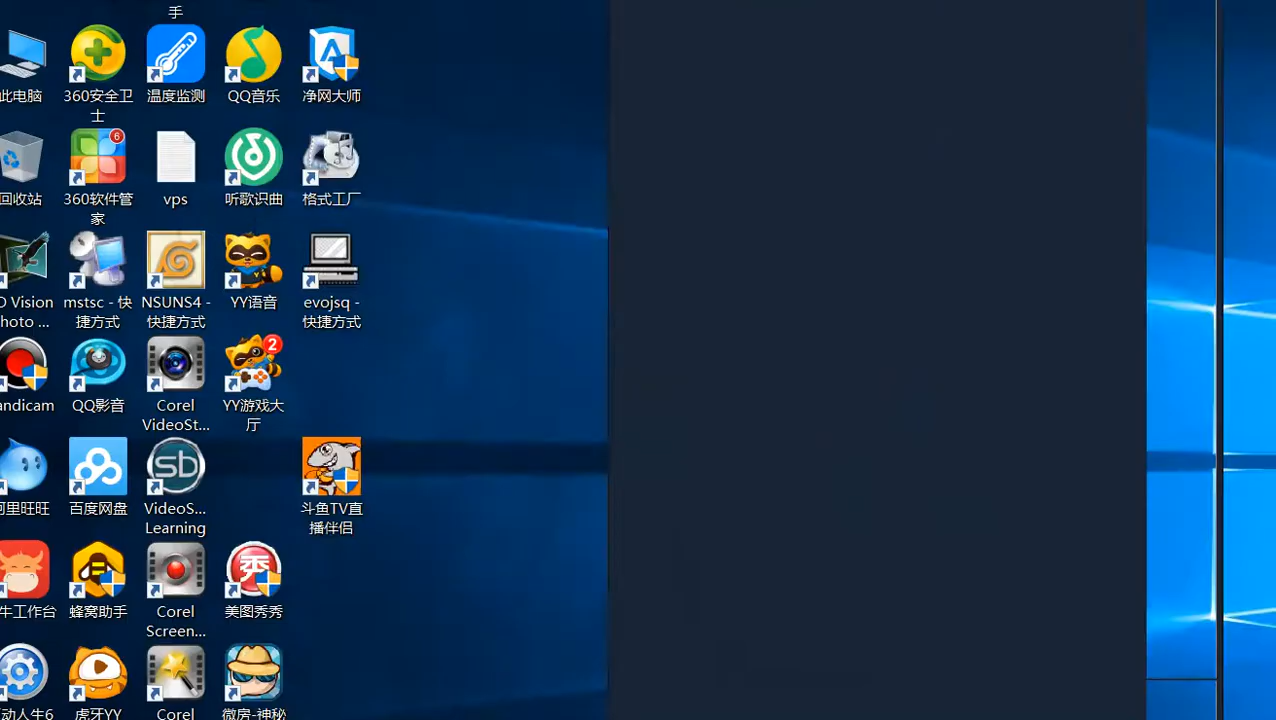 手
此电脑
360安全卫
士
温度监测
QQ音乐
净网大师
回收站
6
360软件管
家
vps
听歌识曲
格式工厂
D Vision
hoto ...
mstsc - 快
捷方式
NSUNS4 -
快捷方式
YY语音
evojsq -
快捷方式
andicam
QQ影音
Corel
VideoSt...
2
YY游戏大
厅
阿里旺旺
百度网盘
sb
VideoS...
Learning
斗鱼TV直
播伴侣
牛工作台
蜂窝助手
Corel
Screen...
秀
美图秀秀
动人生6
虎牙YY
Corel
微房-神秘